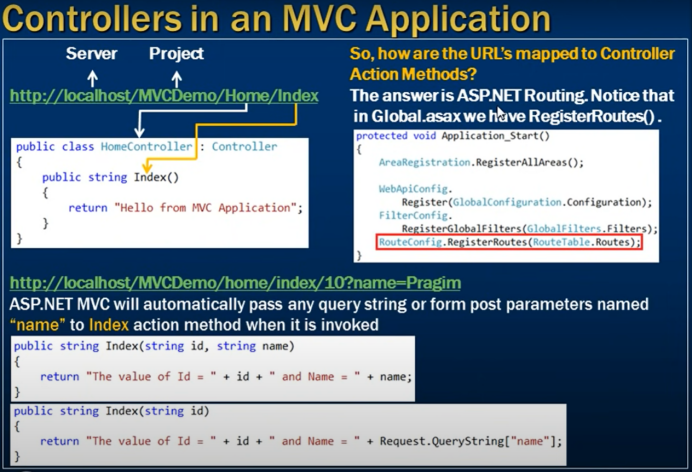 Controllers in an MVC Application
Server Project
http://localhost/MVCDemo/Home/Index
public class HomeController : Controller
{
public string Index()
{
return "Hello from MVC Application";
}
}
So, how are the URL's mapped to Controller
Action Methods?
The answer is ASP.NET Routing. Notice that
in Global.asax we have RegisterRoutes() .
protected void Application_Start()
{
AreaRegistration.RegisterAllAreas();
WebApiConfig.
Register(GlobalConfiguration.Configuration);
FilterConfig.
RegisterGlobalFilters(GlobalFilters.Filters);
RouteConfig.RegisterRoutes(RouteTable.Routes);
}
http://localhost/MVCDemo/home/index/10?name=Pragim
ASP.NET MVC will automatically pass any query string or form post parameters named
“name” to Index action method when it is invoked
public string Index(string id, string name)
{
return "The value of Id = " + id + " and Name = " + name;
}
public string Index(string id)
{
return "The value of Id = " + id + " and Name = " + Request.QueryString["name"];
}